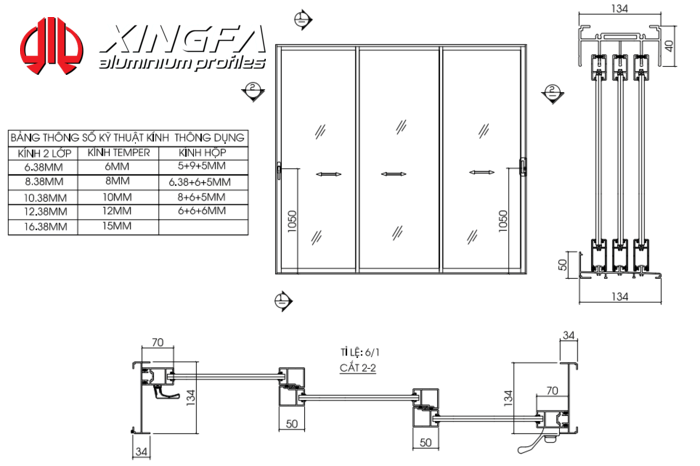 XINGFA
aluminium profiles
BẢNG THÔNG SỐ KỸ THUẬT KÍNH THÔNG DỤNG
KÍNH 2 LỚP KÍNH TEMPER KÍNH HỘP
6.38MM 6MM 5+9+5MM
8.38MM 8MM 6.38+6+5MM
10.38MM 10MM 8+6+5MM
12.38MM 12MM 6+6+6MM
16.38MM 15MM
1
2
2
1050
1050
1
134
40
50
134
TỈ LỆ: 6/1
CẮT 2-2
70
134
34
50
50
34
134
70